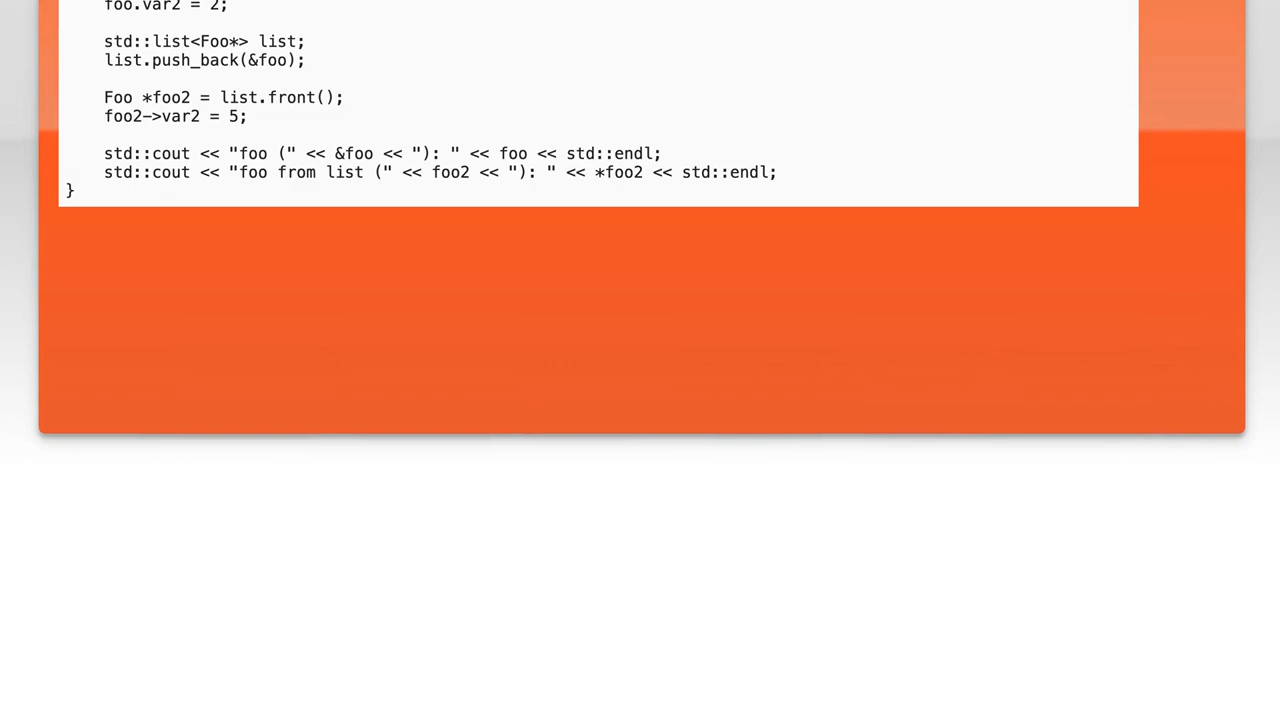 foo.var2 = 2;
std::list<Foo*> list;
list.push_back(&foo);
Foo *foo2 = list.front();
foo2->var2 = 5;
std::cout << "foo (" << &foo << "): " << foo << std::endl;
std::cout << "foo from list (" << foo2 << "): " << *foo2 << std::endl;
}